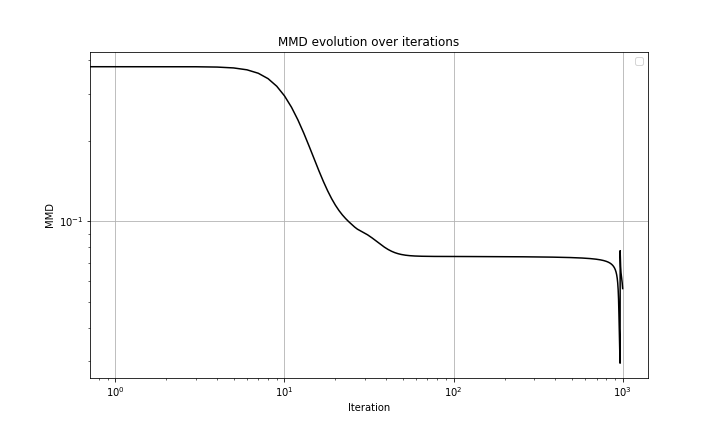 MMD evolution over iterations
MMD
10⁻¹
10⁰ 10¹ 10² 10³
Iteration